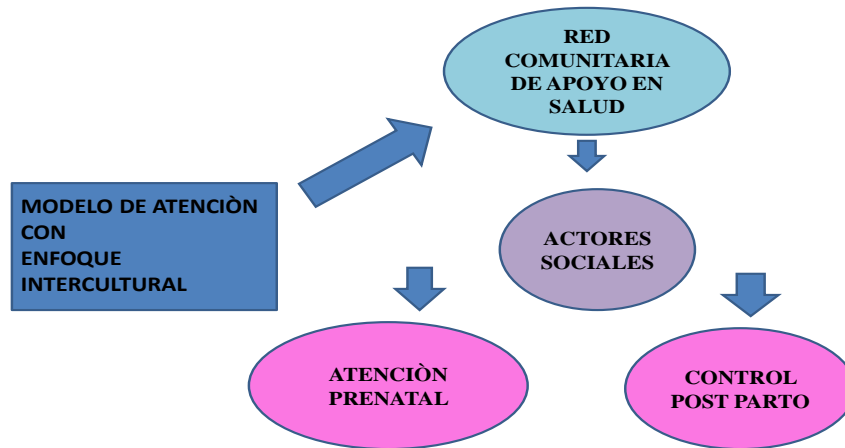 RED
COMUNITARIA
DE APOYO EN
SALUD
MODELO DE ATENCIÒN
CON
ENFOQUE
INTERCULTURAL
ACTORES
SOCIALES
ATENCIÒN
PRENATAL
CONTROL
POST PARTO